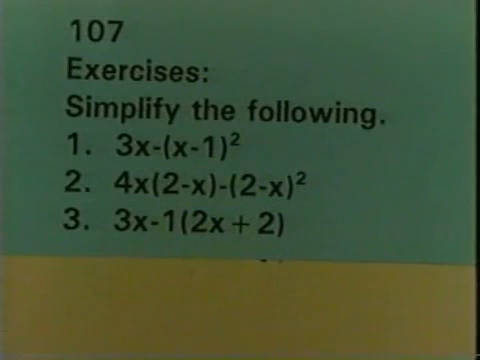 107
Exercises:
Simplify the following.
1. 3x-(x-1)²
2. 4x(2-x)-(2-x)²
3. 3x-1(2x+2)